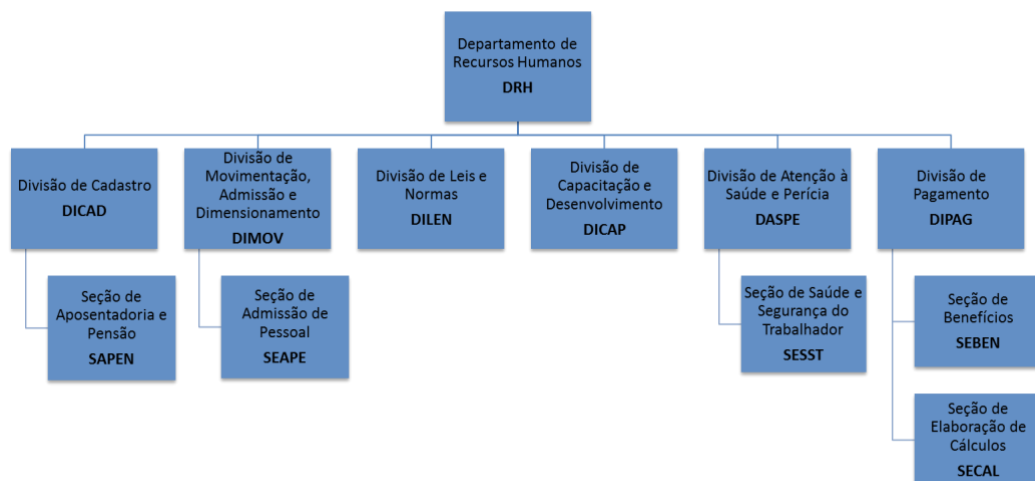 Departamento de
Recursos Humanos
DRH
Divisão de Cadastro
DICAD
Divisão de
Movimentação,
Admissão e
Dimensionamento
DIMOV
Divisão de Leis e
Normas
DILEN
Divisão de
Capacitação e
Desenvolvimento
DICAP
Divisão de Atenção à
Saúde e Perícia
DASPE
Divisão de
Pagamento
DIPAG
Seção de
Aposentadoria e
Pensão
SAPEN
Seção de
Admissão de
Pessoal
SEAPE
Seção de Saúde e
Segurança do
Trabalhador
SESST
Seção de
Benefícios
SEBEN
Seção de
Elaboração de
Cálculos
SECAL